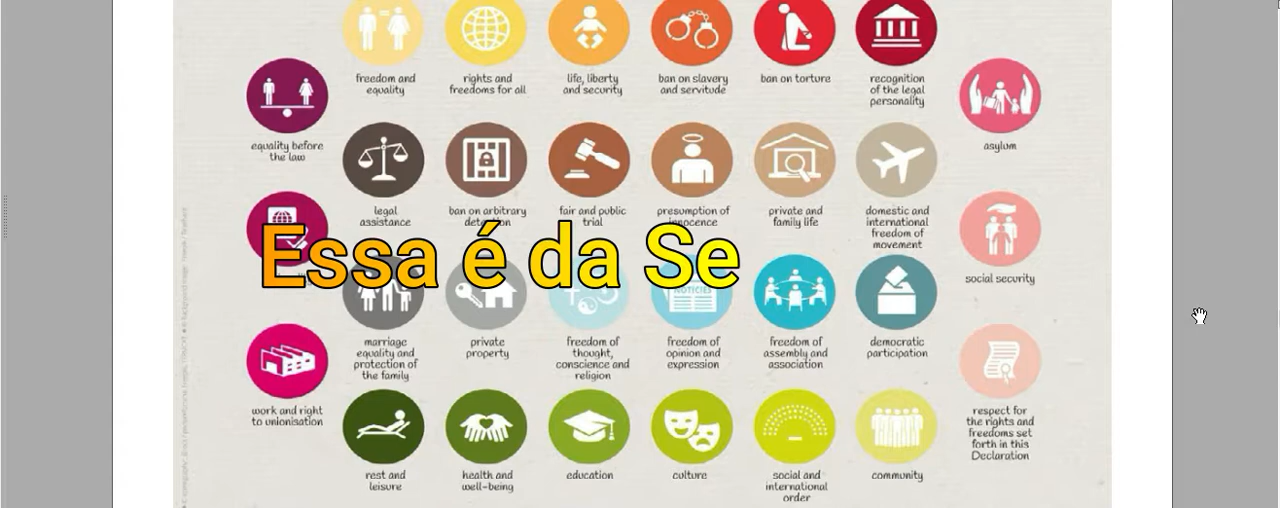 freedom and
equality
rights and
freedoms for all
life, liberty
and security
ban on slavery
and servitude
ban on torture
recognition
of the legal
personality
equality before
the law
asylum
legal
assistance
ban on arbitrary
fair and public
trial
presumption of
private and
family life
domestic and
international
freedom of
movement
Essa é da Se
social security
NOTICIES
marriage
equality and
protection of
the family
private
property
freedom of
thought,
conscience and
religion
freedom of
opinion and
expression
freedom of
assembly and
association
democratic
participation
work and right
to unionisation
respect for
the rights and
freedoms set
forth in this
Declaration
rest and
leisure
health and
well-being
education
culture
social and
international
order
community